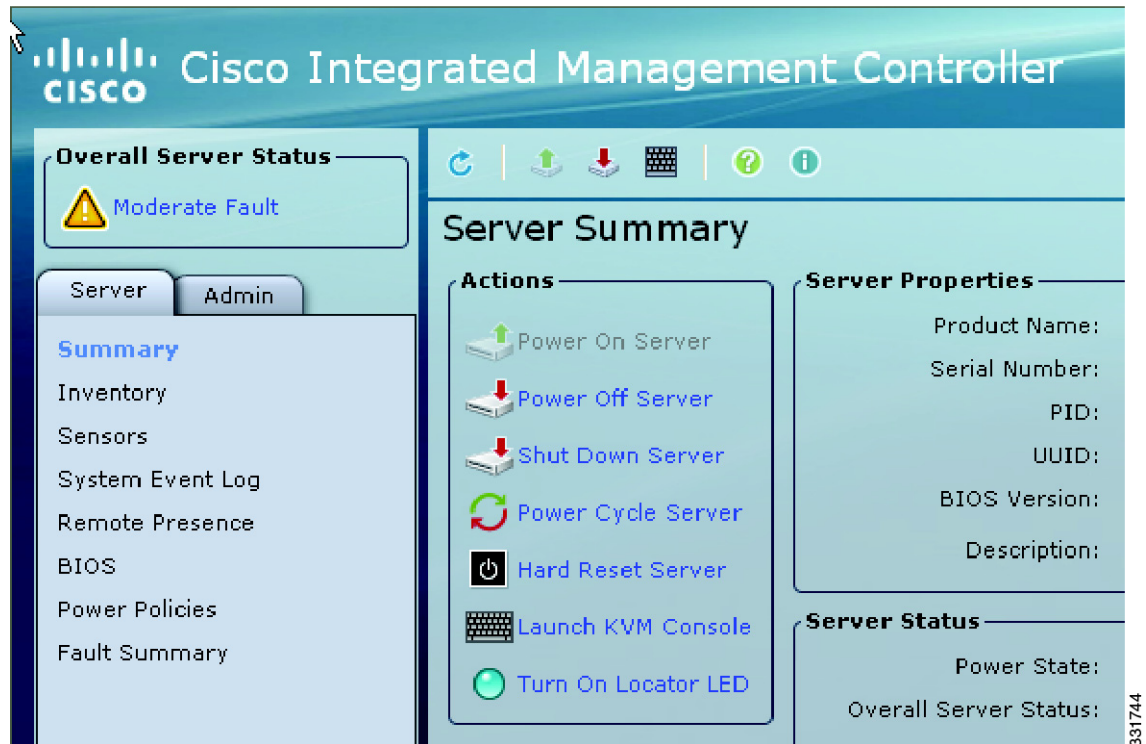 CISCO
Cisco Integrated Management Controller
Overall Server Status
Moderate Fault
Server
Admin
Summary
Inventory
Sensors
System Event Log
Remote Presence
BIOS
Power Policies
Fault Summary
Server Summary
Actions
Power On Server
Power Off Server
Shut Down Server
Power Cycle Server
Hard Reset Server
Launch KVM Console
Turn On Locator LED
Server Properties
Product Name:
Serial Number:
PID:
UUID:
BIOS Version:
Description:
Server Status
Power State:
Overall Server Status:
331744